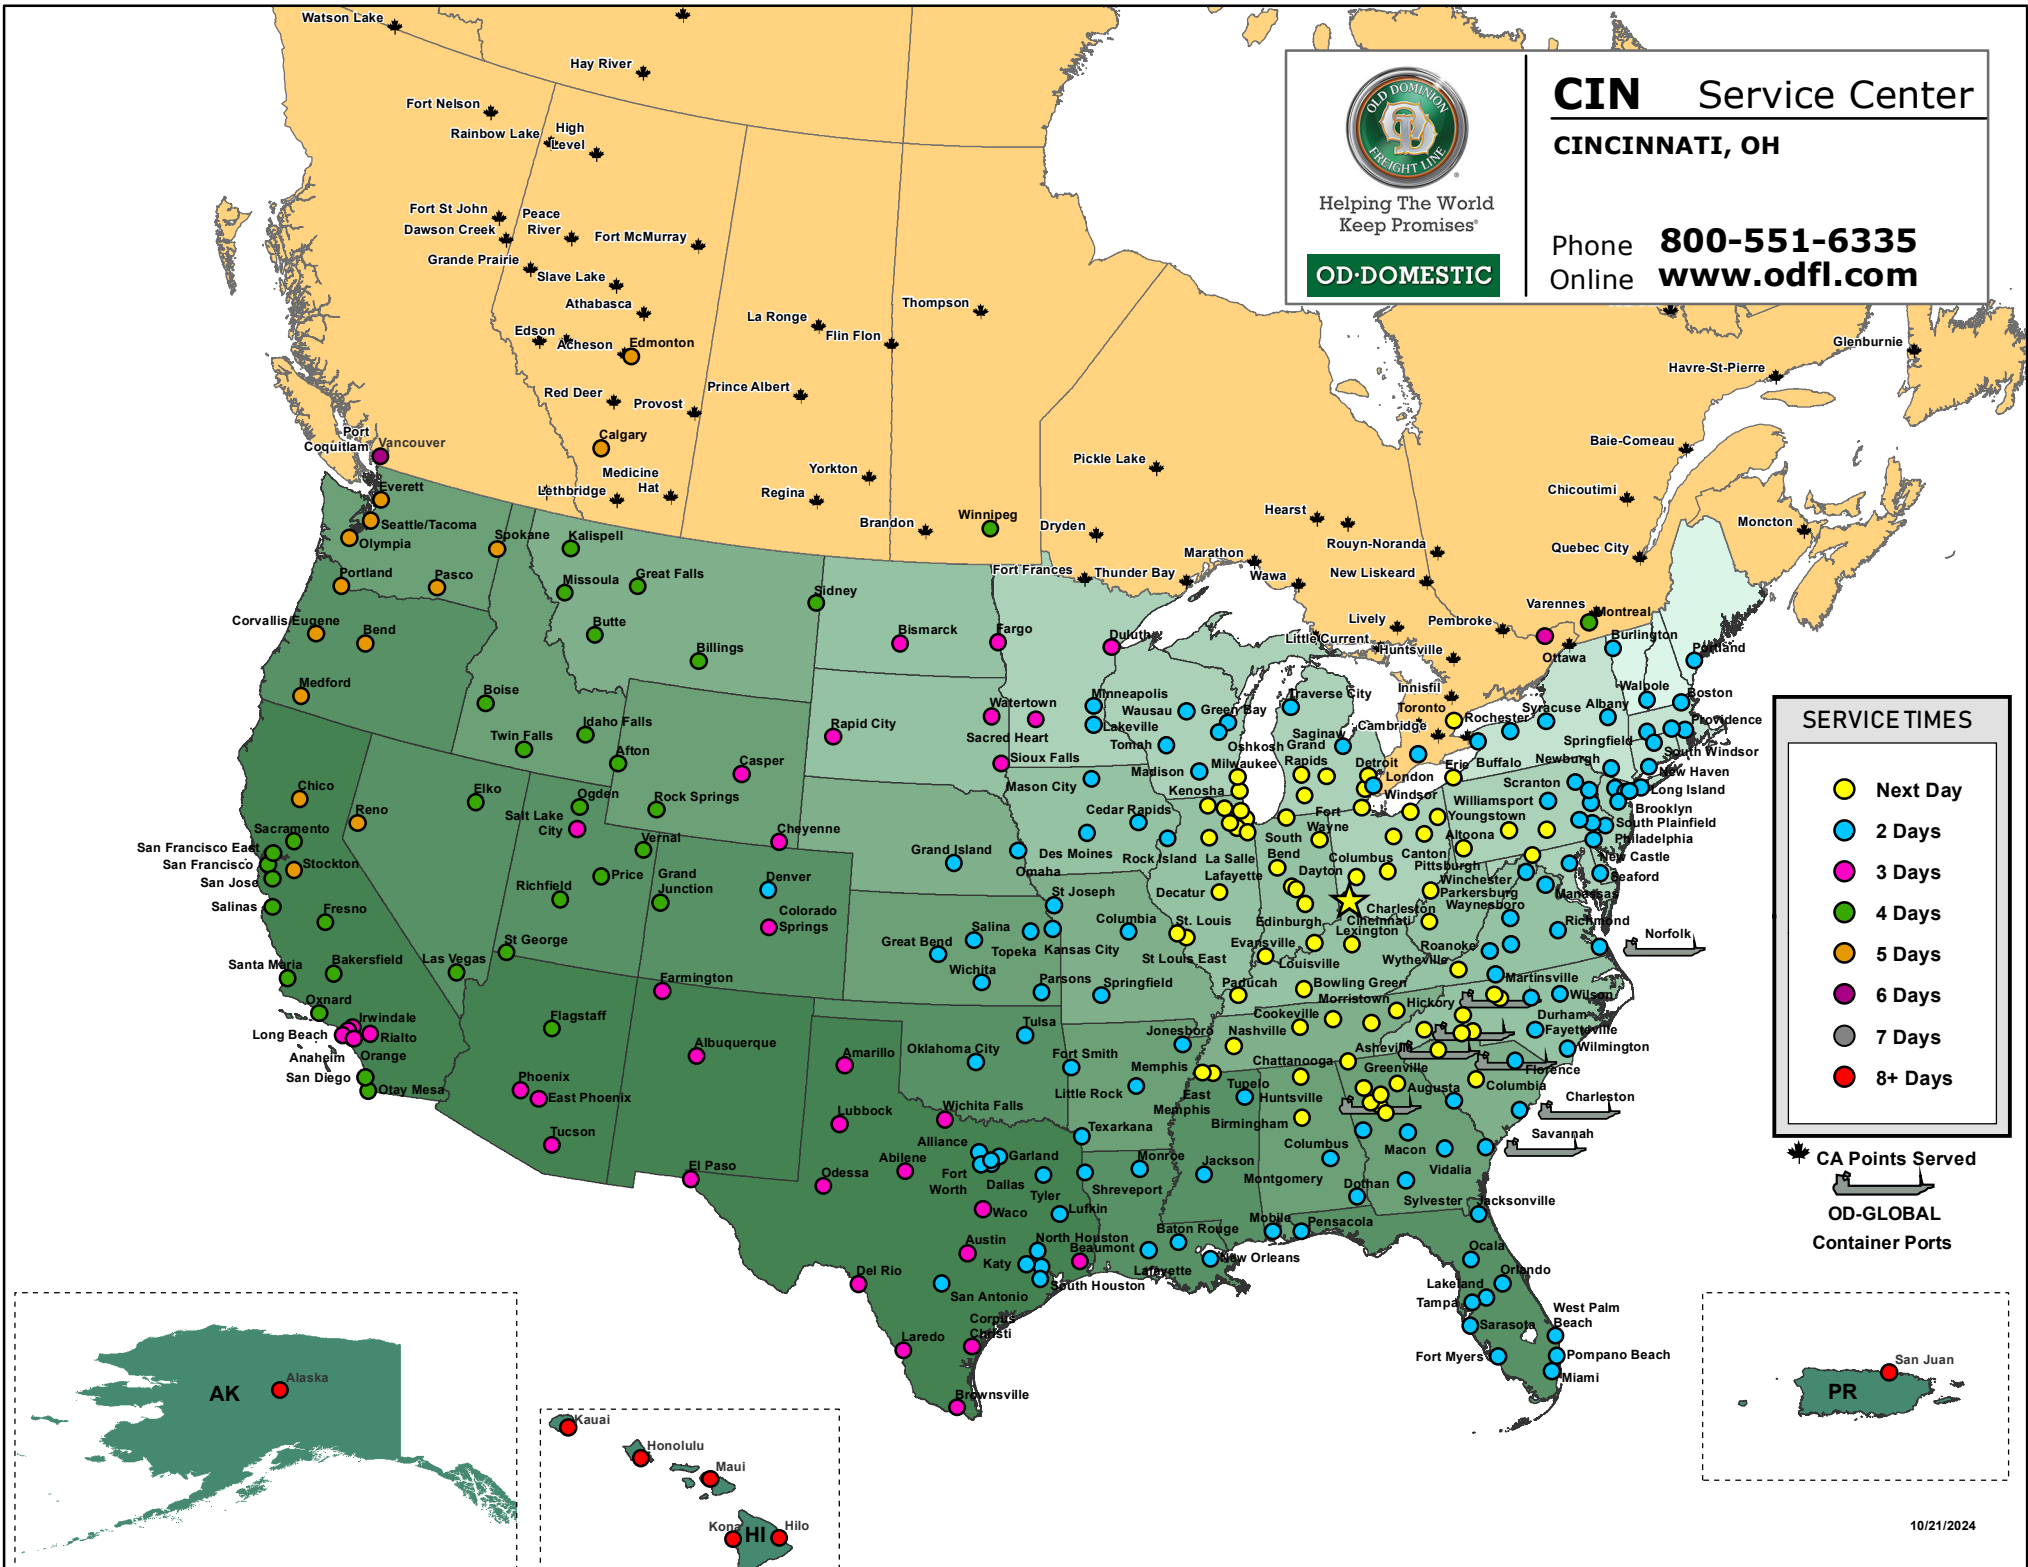 Watson Lake
Hay River
Fort Nelson
Rainbow Lake
High
Level
Fort St John
Dawson Creek
Peace
River
Fort McMurray
Grande Prairie
Slave Lake
Athabasca
Edson
Acheson
Edmonton
La Ronge
Flin Flon
Thompson
Red Deer
Provost
Prince Albert
Calgary
Port
Coquitlam
Vancouver
Medicine
Hat
Lethbridge
Yorkton
Regina
Brandon
Winnipeg
Pickle Lake
Dryden
Hearst
Rouyn-Noranda
Marathon
Fort Frances
Thunder Bay
Wawa
New Liskeard
Lively
Pembroke
Little Current
Huntsville
Varennes
Montreal
Ottawa
Innisfil
Toronto
Cambridge
London
Windsor
Glenburnie
Havre-St-Pierre
Baie-Comeau
Chicoutimi
Quebec City
Moncton
OLD DOMINION
FREIGHT LINE
Helping The World
Keep Promises®
OD·DOMESTIC
CIN Service Center
CINCINNATI, OH
Phone 800-551-6335
Online www.odfl.com
Everett
Seattle/Tacoma
Olympia
Spokane
Portland
Pasco
Corvallis/Eugene
Bend
Medford
Kalispell
Missoula
Great Falls
Butte
Billings
Sidney
Boise
Idaho Falls
Twin Falls
Afton
Bismarck
Fargo
Duluth
Rapid City
Watertown
Sacred Heart
Sioux Falls
Minneapolis
Lakeville
Wausau
Green Bay
Oshkosh
Tomah
Madison
Milwaukee
Kenosha
Traverse City
Saginaw
Grand
Rapids
Detroit
Casper
Rock Springs
Cheyenne
Chico
Reno
Elko
Ogden
Salt Lake
City
Vernal
Sacramento
San Francisco East
San Francisco
Stockton
San Jose
Salinas
Fresno
Richfield
Price
Grand
Junction
Denver
Colorado
Springs
St George
Las Vegas
Santa Maria
Bakersfield
Oxnard
Irwindale
Long Beach
Rialto
Anaheim
Orange
San Diego
Otay Mesa
Flagstaff
Phoenix
East Phoenix
Tucson
Farmington
Albuquerque
El Paso
Grand Island
Omaha
Mason City
Cedar Rapids
Des Moines
Rock Island
St Joseph
Salina
Great Bend
Topeka
Kansas City
Wichita
Parsons
Columbia
St. Louis
St Louis East
Springfield
La Salle
Lafayette
Decatur
South
Bend
Fort
Wayne
Columbus
Dayton
Edinburgh
Cincinnati
Lexington
Evansville
Louisville
Paducah
Bowling Green
Canton
Youngstown
Pittsburgh
Parkersburg
Charleston
Erie
Buffalo
Rochester
Syracuse
Albany
Burlington
Portland
Walpole
Boston
Providence
Springfield
South Windsor
Newburgh
New Haven
Long Island
Scranton
Brooklyn
Williamsport
South Plainfield
Philadelphia
Altoona
New Castle
Seaford
Winchester
Manassas
Waynesboro
Richmond
Norfolk
Roanoke
Wytheville
Martinsville
Amarillo
Lubbock
Odessa
Abilene
Wichita Falls
Oklahoma City
Tulsa
Fort Smith
Little Rock
Jonesboro
Memphis
East
Memphis
Tupelo
Nashville
Cookeville
Morristown
Hickory
Chattanooga
Asheville
Greenville
Wilson
Durham
Fayetteville
Wilmington
Florence
Columbia
Charleston
Savannah
Augusta
Huntsville
Birmingham
Columbus
Macon
Vidalia
Montgomery
Dothan
Sylvester
Jacksonville
Alliance
Garland
Fort
Worth
Dallas
Tyler
Texarkana
Monroe
Shreveport
Jackson
Lufkin
Waco
Austin
North Houston
Beaumont
Katy
South Houston
San Antonio
Del Rio
Laredo
Corpus
Christi
Brownsville
Lafayette
Baton Rouge
New Orleans
Mobile
Pensacola
Ocala
Orlando
Lakeland
Tampa
Sarasota
West Palm
Beach
Fort Myers
Pompano Beach
Miami
SERVICE TIMES
Next Day
2 Days
3 Days
4 Days
5 Days
6 Days
7 Days
8+ Days
CA Points Served
OD-GLOBAL
Container Ports
AK
Alaska
Kauai
Honolulu
Maui
Kona
HI
Hilo
San Juan
PR
10/21/2024